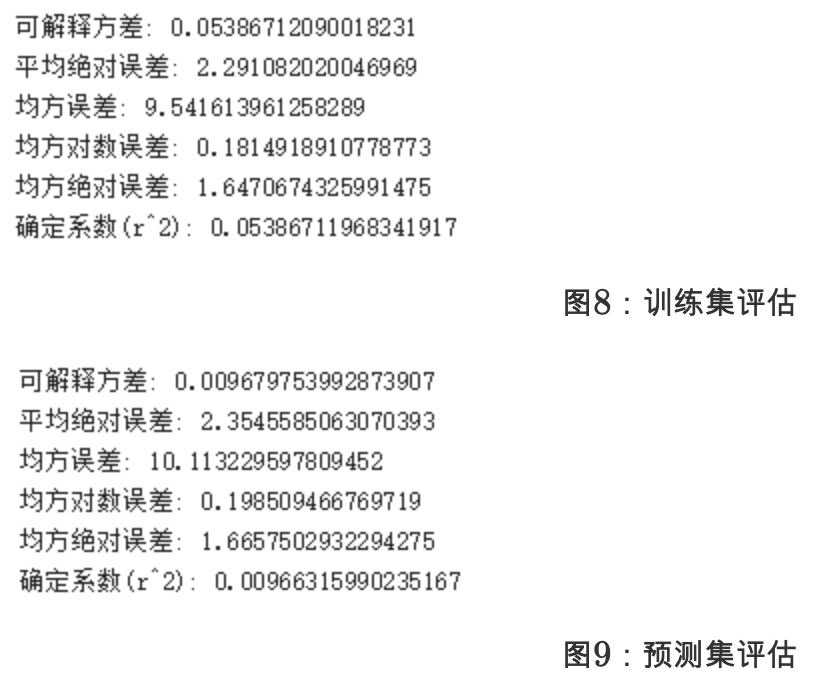 可解释方差: 0.05386712090018231
平均绝对误差: 2.291082020046969
均方误差: 9.541613961258289
均方对数误差: 0.1814918910778773
均方绝对误差: 1.6470674325991475
确定系数(r^2): 0.05386711968341917
图8：训练集评估
可解释方差: 0.009679753992873907
平均绝对误差: 2.3545585063070393
均方误差: 10.113229597809452
均方对数误差: 0.198509466769719
均方绝对误差: 1.6657502932294275
确定系数(r^2): 0.00966315990235167
图9：预测集评估